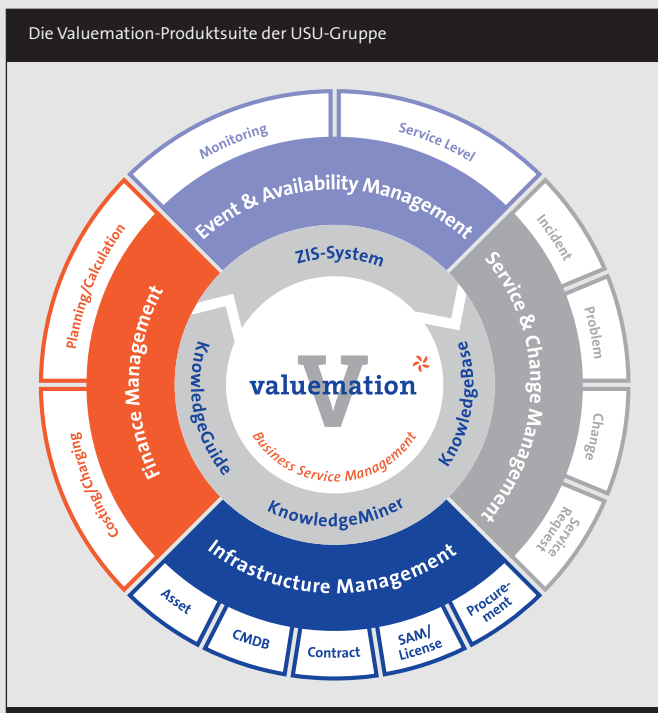 Die Valuemation-Produktsuite der USU-Gruppe
Monitoring
Service Level
Event & Availability Management
Planning/Calculation
Costing/Charging
Finance Management
Incident
Problem
Change
Service
Request
Service & Change Management
ZIS-System
KnowledgeGuide
KnowledgeBase
KnowledgeMiner
V
valuemation
Business Service Management
Infrastructure Management
Asset
CMDB
Contract
SAM/
License
Procure-
ment